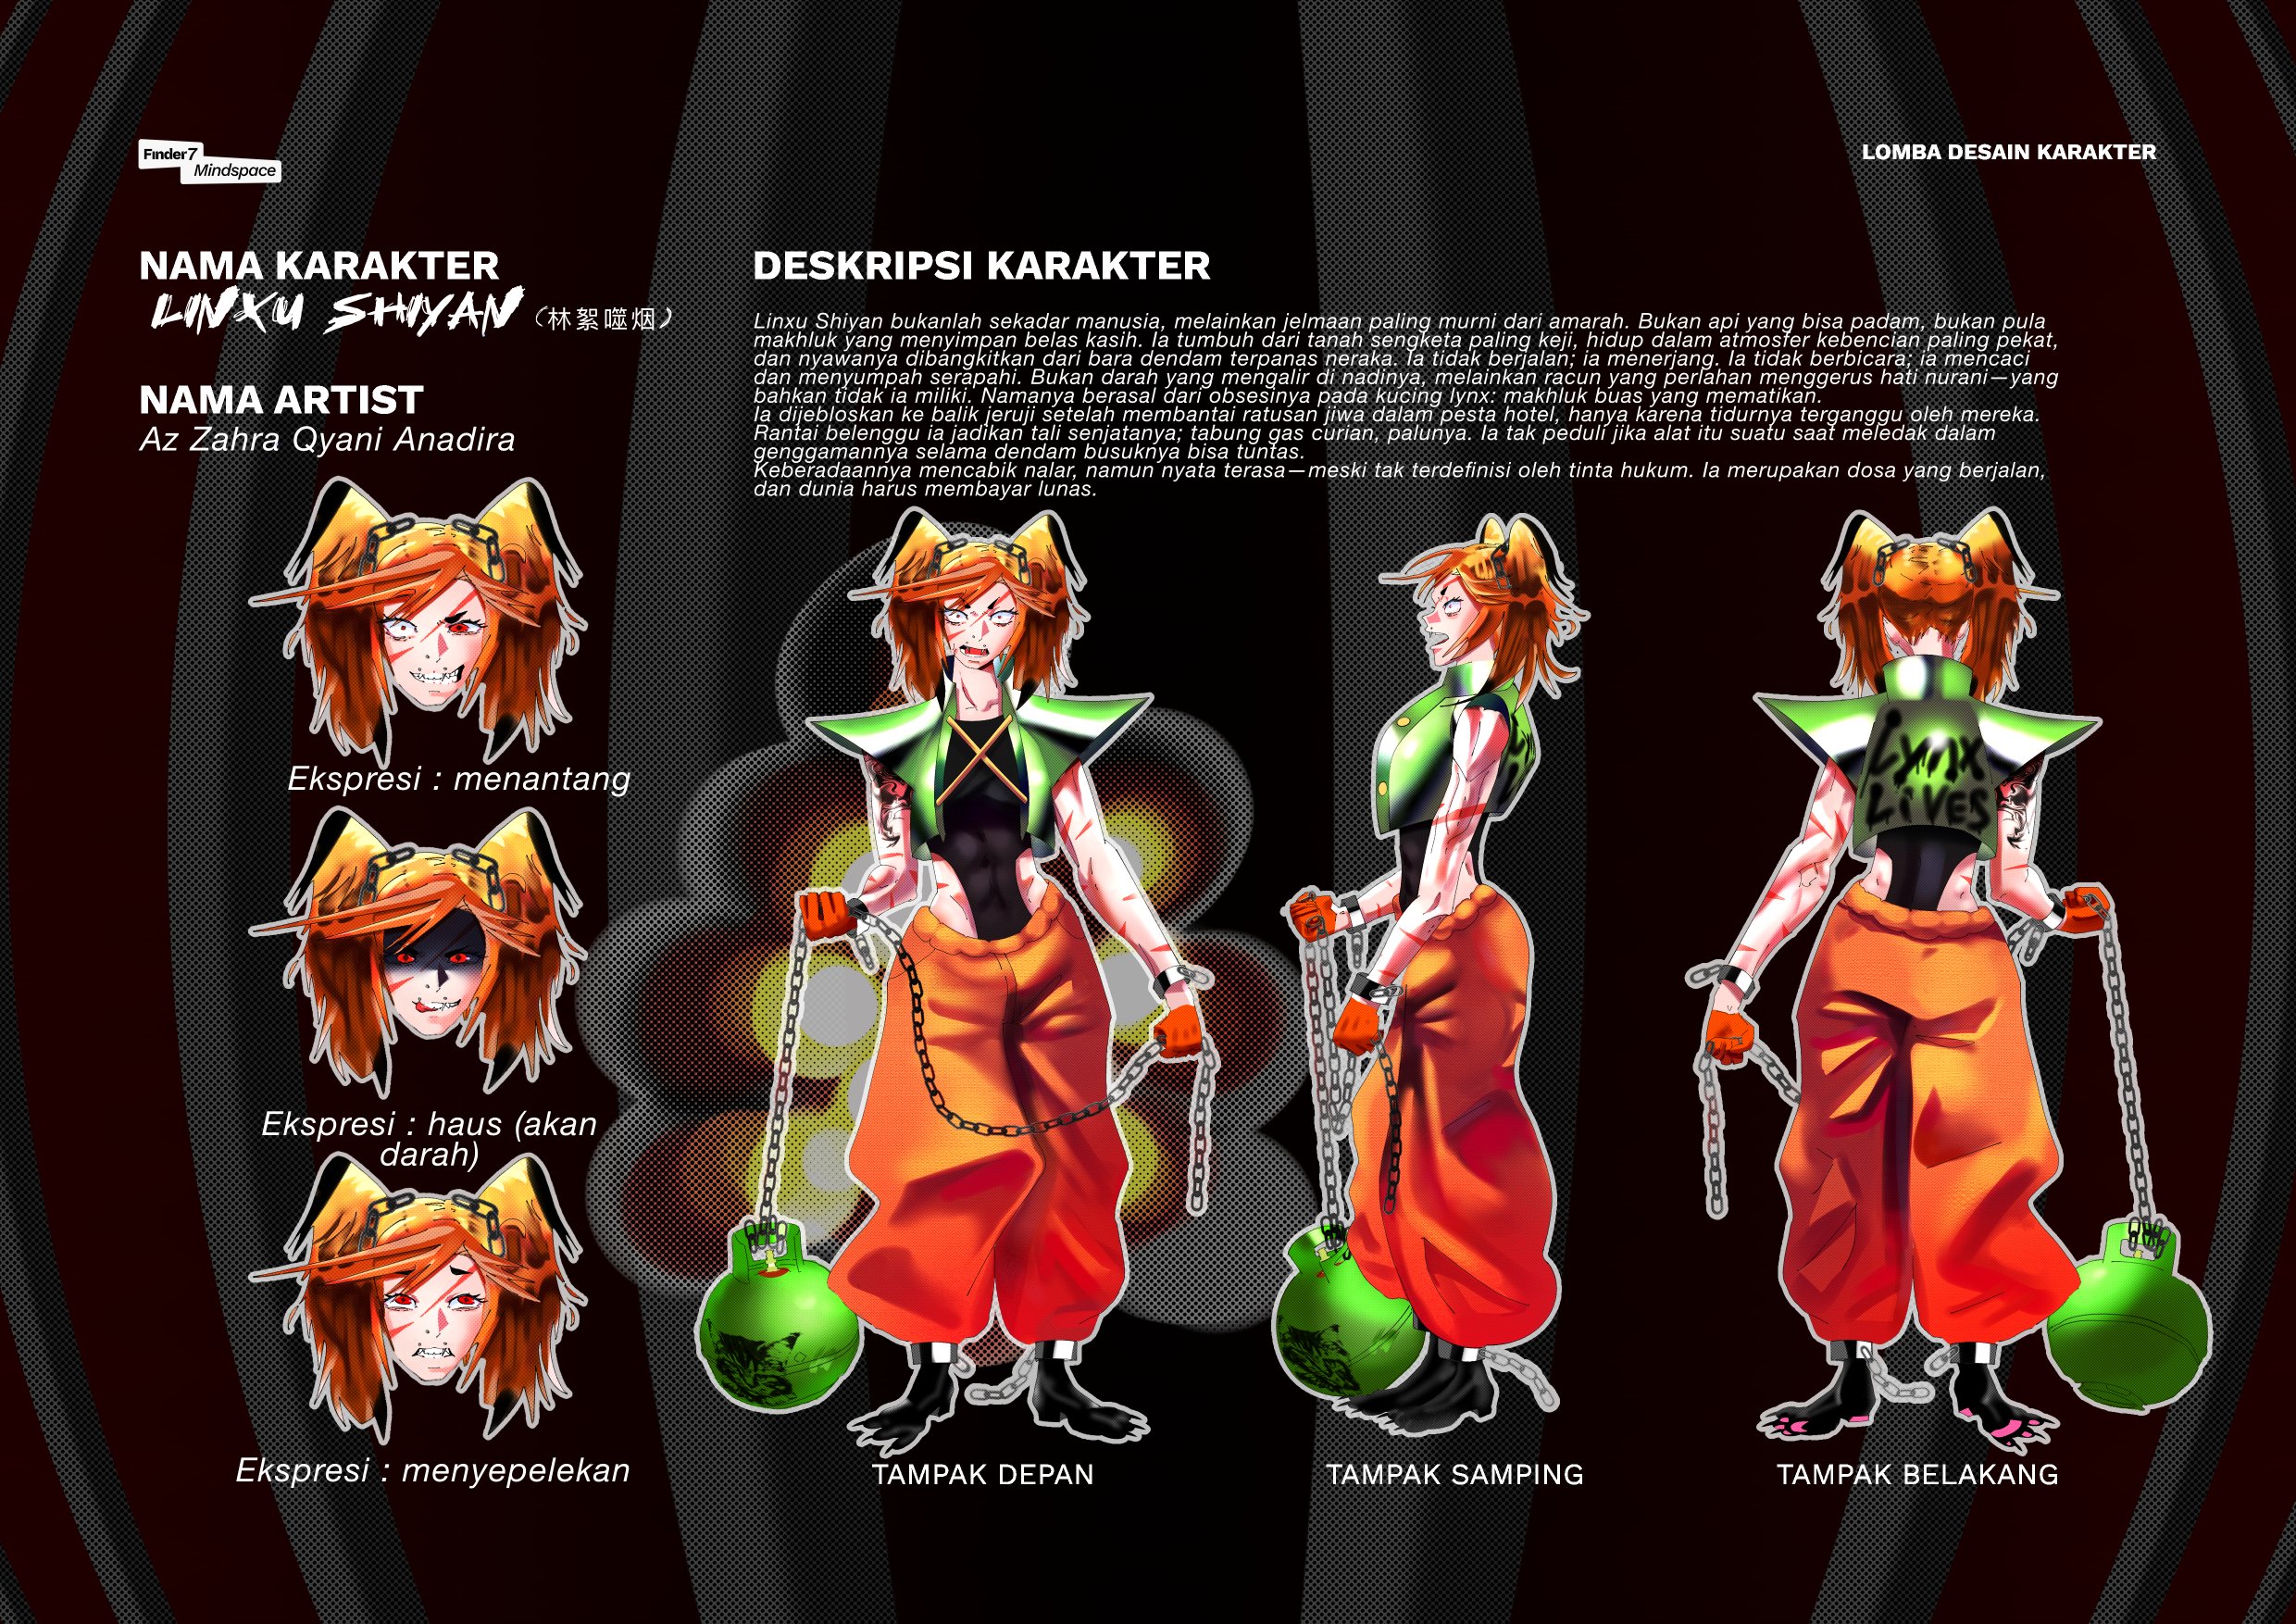 Finder7
Mindspace
LOMBA DESAIN KARAKTER
NAMA KARAKTER
LINXU SHIYAN (林絮噬烟)
NAMA ARTIST
Az Zahra Qyani Anadira
DESKRIPSI KARAKTER
Linxu Shiyan bukanlah sekadar manusia, melainkan jelmaan paling murni dari amarah. Bukan api yang bisa padam, bukan pula
makhluk yang menyimpan belas kasih. Ia tumbuh dari tanah sengketa paling keji, hidup dalam atmosfer kebencian paling pekat,
dan nyawanya dibangkitkan dari bara dendam terpanas neraka. Ia tidak berjalan; ia menerjang. Ia tidak berbicara; ia mencaci
dan menyumpah serapahi. Bukan darah yang mengalir di nadinya, melainkan racun yang perlahan menggerus hati nurani—yang
bahkan tidak ia miliki. Namanya berasal dari obsesinya pada kucing lynx: makhluk buas yang mematikan.
Ia dijebloskan ke balik jeruji setelah membantai ratusan jiwa dalam pesta hotel, hanya karena tidurnya terganggu oleh mereka.
Rantai belenggu ia jadikan tali senjatanya; tabung gas curian, palunya. Ia tak peduli jika alat itu suatu saat meledak dalam
genggamannya selama dendam busuknya bisa tuntas.
Keberadaannya mencabik nalar, namun nyata terasa—meski tak terdefinisi oleh tinta hukum. Ia merupakan dosa yang berjalan,
dan dunia harus membayar lunas.
Ekspresi : menantang
Ekspresi : haus (akan
darah)
Ekspresi : menyepelekan
LYNX
LiVES
TAMPAK DEPAN
TAMPAK SAMPING
TAMPAK BELAKANG